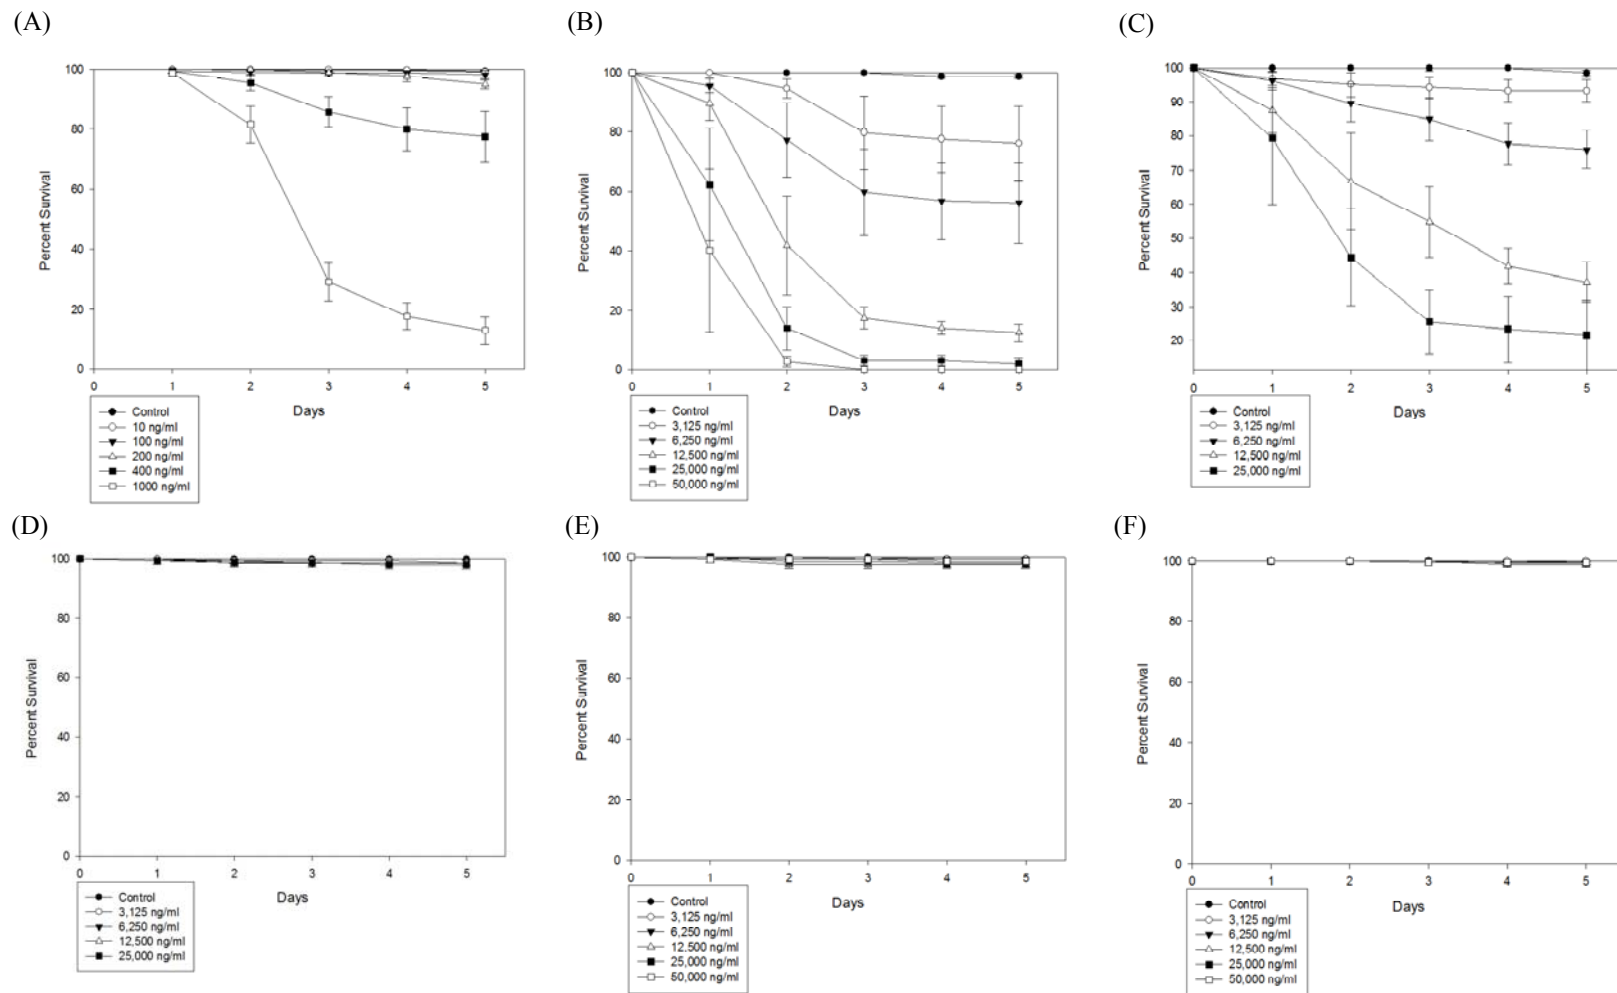 (A)
(B)
(C)
100
80
60
40
20
0
Percent Survival
0 1 2 3 4 5
Days
Control
10 ng/ml
100 ng/ml
200 ng/ml
400 ng/ml
1000 ng/ml
100
80
60
40
20
0
Percent Survival
0 1 2 3 4 5
Days
Control
3,125 ng/ml
6,250 ng/ml
12,500 ng/ml
25,000 ng/ml
50,000 ng/ml
100
90
80
70
60
50
40
30
20
Percent Survival
0 1 2 3 4 5
Days
Control
3,125 ng/ml
6,250 ng/ml
12,500 ng/ml
25,000 ng/ml
(D)
(E)
(F)
100
80
60
40
20
0
Percent Survival
0 1 2 3 4 5
Days
Control
3,125 ng/ml
6,250 ng/ml
12,500 ng/ml
25,000 ng/ml
100
80
60
40
20
0
Percent Survival
0 1 2 3 4 5
Days
Control
3,125 ng/ml
6,250 ng/ml
12,500 ng/ml
25,000 ng/ml
50,000 ng/ml
100
80
60
40
20
0
Percent Survival
0 1 2 3 4 5
Days
Control
3,125 ng/ml
6,250 ng/ml
12,500 ng/ml
25,000 ng/ml
50,000 ng/ml